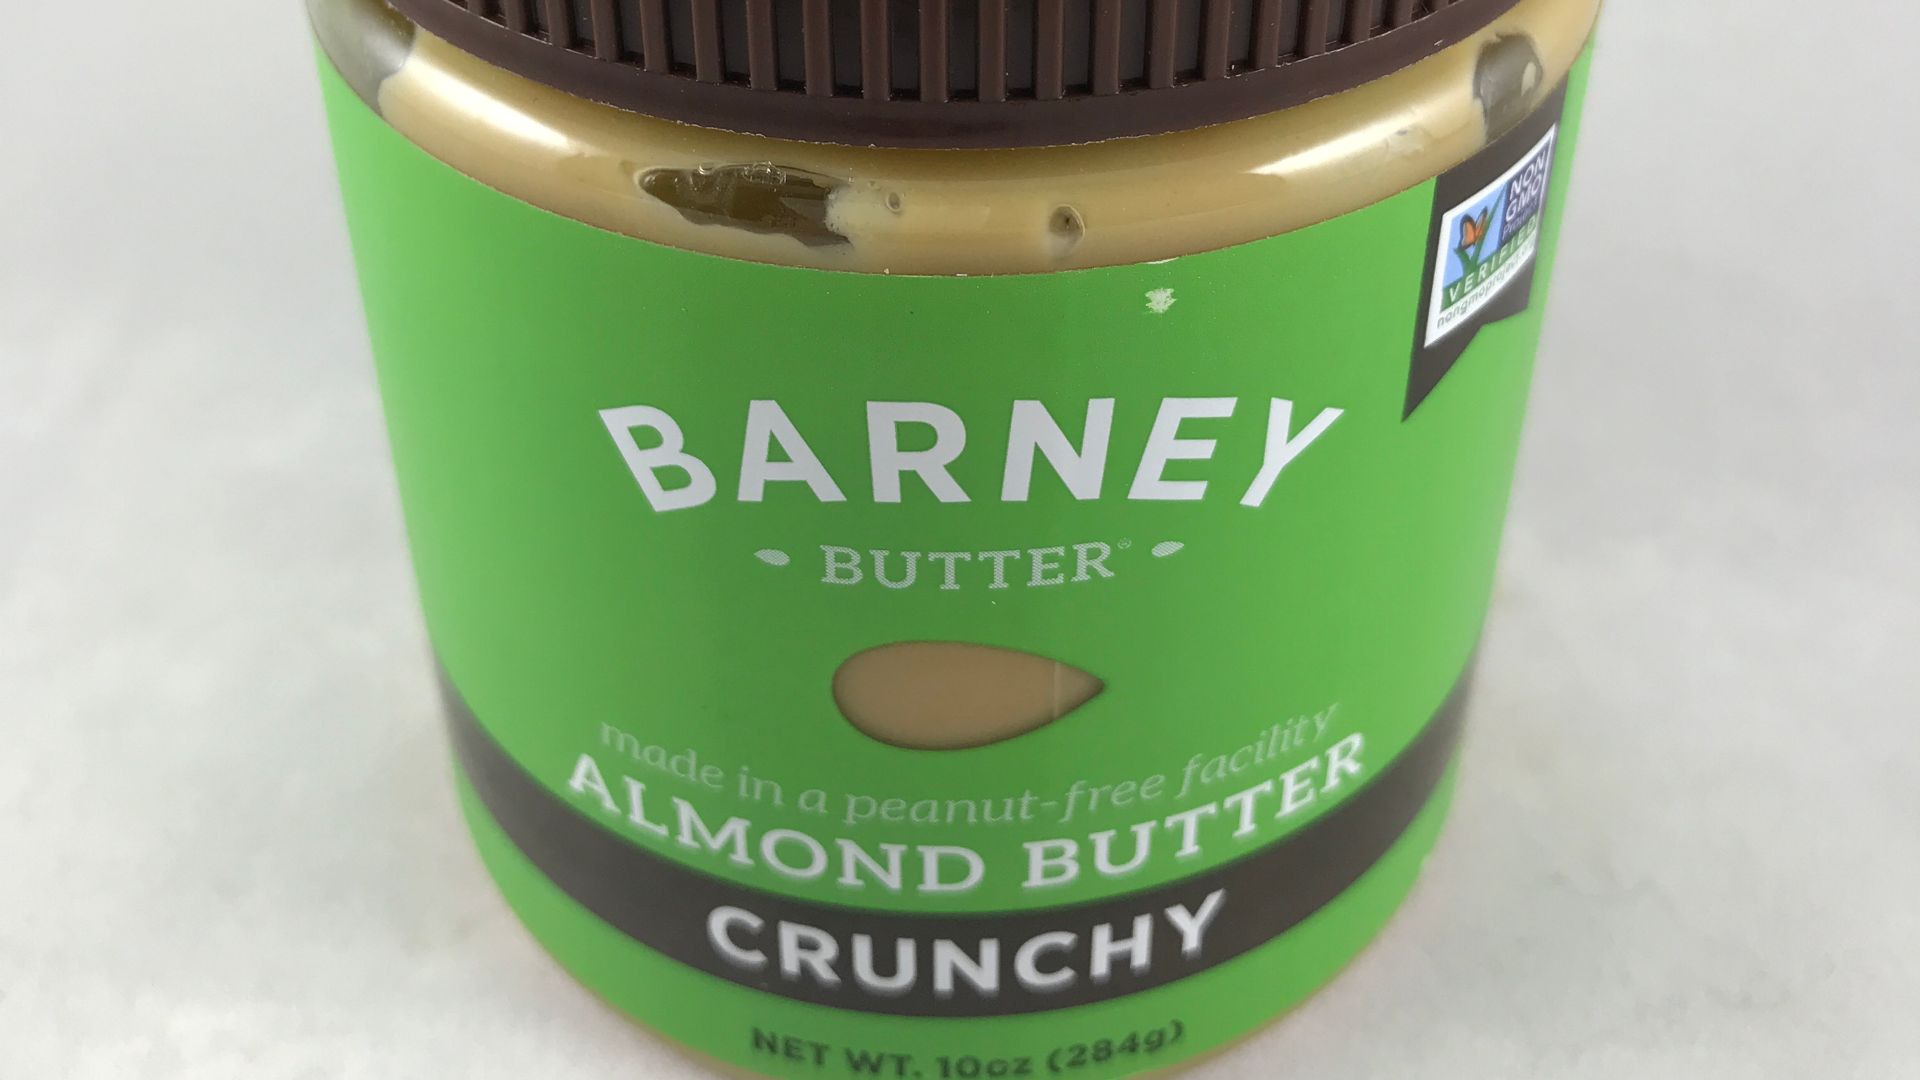 NON
GMO
Project
VERIFIED
nongmoproject.org
BARNEY
BUTTER®
made in a peanut-free facility
ALMOND BUTTER
CRUNCHY
NET WT. 10oz (284g)